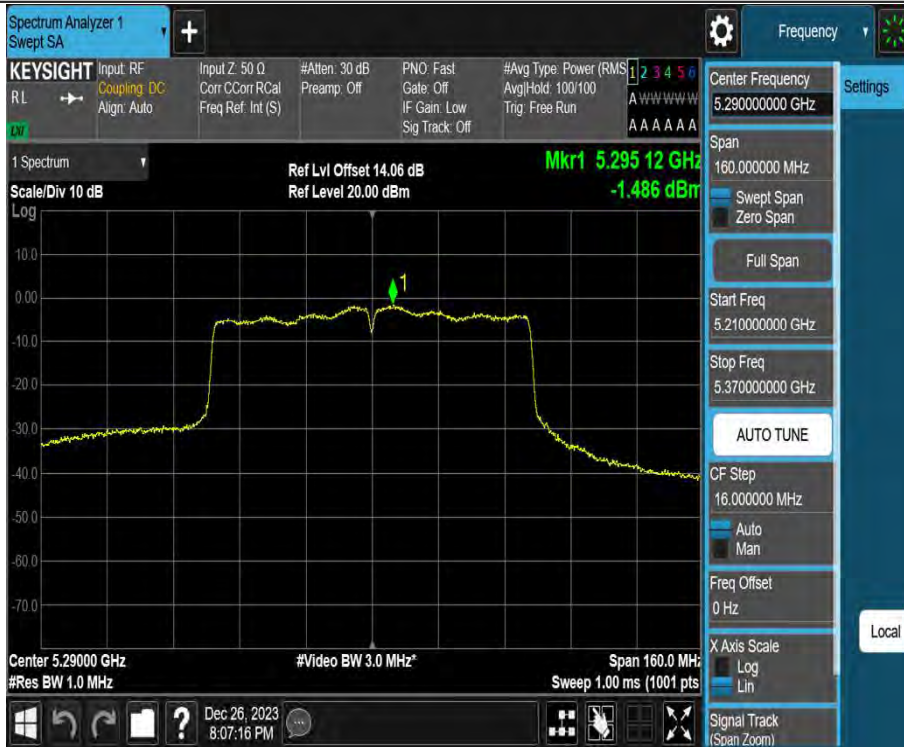 Spectrum Analyzer 1
Swept SA
Frequency
KEYSIGHT
RL
LXI
Input: RF
Coupling: DC
Align: Auto
Input Z: 50 Ω
Corr CCorr RCal
Freq Ref: Int (S)
#Atten: 30 dB
Preamp: Off
PNO: Fast
Gate: Off
IF Gain: Low
Sig Track: Off
#Avg Type: Power (RMS
Avg|Hold: 100/100
Trig: Free Run
1 2 3 4 5 6
A W W W W W
A A A A A A
1 Spectrum
Scale/Div 10 dB
Log
Ref Lvl Offset 14.06 dB
Ref Level 20.00 dBm
Mkr1 5.295 12 GHz
-1.486 dBm
10.0
0.00
-10.0
-20.0
-30.0
-40.0
-50.0
-60.0
-70.0
1
Center 5.29000 GHz
#Res BW 1.0 MHz
#Video BW 3.0 MHz*
Span 160.0 MHz
Sweep 1.00 ms (1001 pts
Center Frequency
5.290000000 GHz
Settings
Span
160.000000 MHz
Swept Span
Zero Span
Full Span
Start Freq
5.210000000 GHz
Stop Freq
5.370000000 GHz
AUTO TUNE
CF Step
16.000000 MHz
Auto
Man
Freq Offset
0 Hz
X Axis Scale
Log
Lin
Local
Signal Track
(Span Zoom)
?
Dec 26, 2023
8:07:16 PM